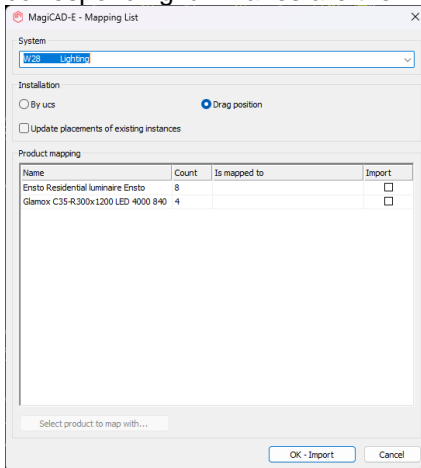 MagiCAD-E - Mapping List
System
W28 Lighting
Installation
By ucs Drag position
Update placements of existing instances
Product mapping
Name Count Is mapped to Import
Ensto Residential luminaire Ensto 8
Glamox C35-R300x1200 LED 4000 840 4
Select product to map with...
OK - Import Cancel